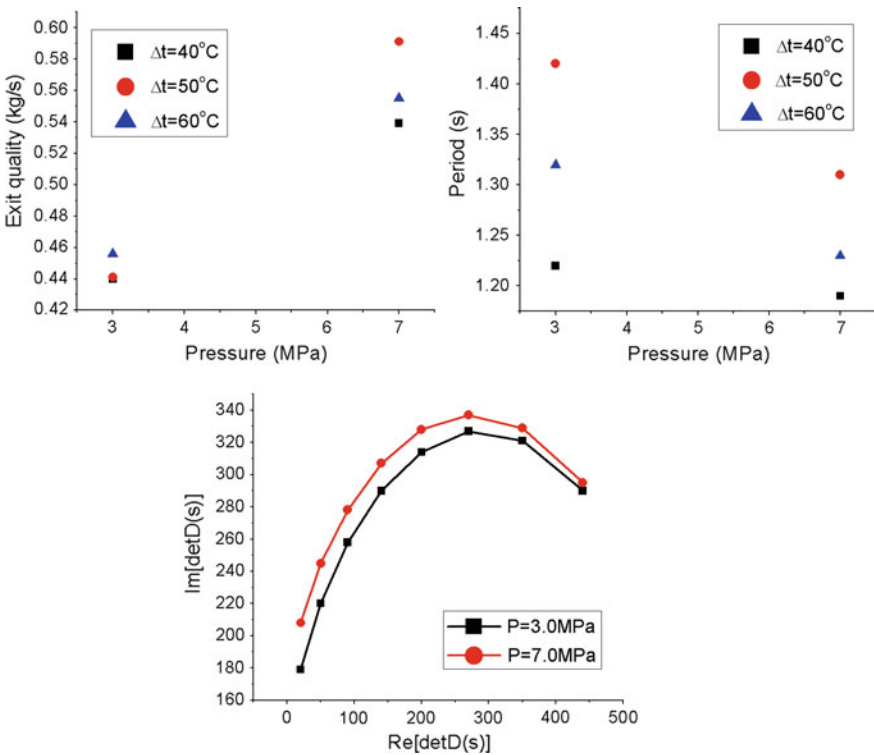 Exit quality (kg/s)
0.60
0.58
0.56
0.54
0.52
0.50
0.48
0.46
0.44
0.42
Δt=40°C
Δt=50°C
Δt=60°C
3 4 5 6 7
Pressure (MPa)
Period (s)
1.45
1.40
1.35
1.30
1.25
1.20
Δt=40°C
Δt=50°C
Δt=60°C
3 4 5 6 7
Pressure (MPa)
Im[detD(s)]
340
320
300
280
260
240
220
200
180
160
P=3.0MPa
P=7.0MPa
0 100 200 300 400 500
Re[detD(s)]